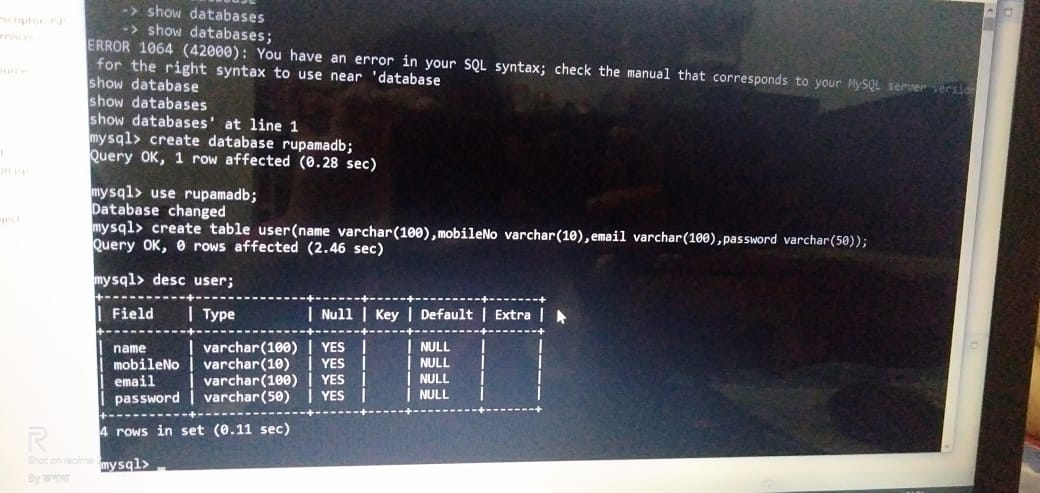 -> show databases
-> show databases;
ERROR 1064 (42000): You have an error in your SQL syntax; check the manual that corresponds to your MySQL server version
for the right syntax to use near 'database
show database
show databases
show databases' at line 1
mysql> create database rupamadb;
Query OK, 1 row affected (0.28 sec)
mysql> use rupamadb;
Database changed
mysql> create table user(name varchar(100),mobileNo varchar(10),email varchar(100),password varchar(50));
Query OK, 0 rows affected (2.46 sec)
mysql> desc user;
| Field | Type | Null | Key | Default | Extra |
| name | varchar(100) | YES | | NULL | |
| mobileNo | varchar(10) | YES | | NULL | |
| email | varchar(100) | YES | | NULL | |
| password | varchar(50) | YES | | NULL | |
4 rows in set (0.11 sec)
mysql>
R
Shot on realme
By রূপমা